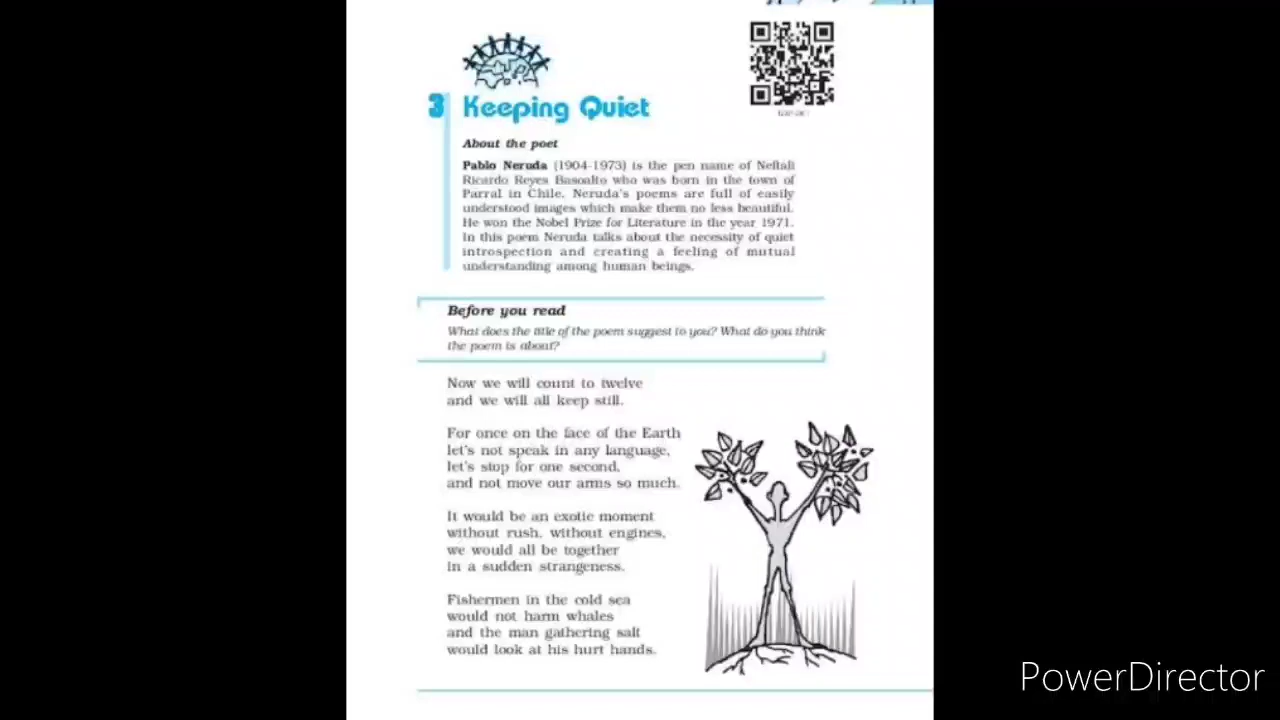 3 Keeping Quiet
About the poet
Pablo Neruda (1904-1973) is the pen name of Neftali
Ricardo Reyes Basoalto who was born in the town of
Parral in Chile. Neruda's poems are full of easily
understood images which make them no less beautiful.
He won the Nobel Prize for Literature in the year 1971.
In this poem Neruda talks about the necessity of quiet
introspection and creating a feeling of mutual
understanding among human beings.
Before you read
What does the title of the poem suggest to you? What do you think
the poem is about?
Now we will count to twelve
and we will all keep still.
For once on the face of the Earth
let's not speak in any language,
let's stop for one second,
and not move our arms so much.
It would be an exotic moment
without rush, without engines,
we would all be together
in a sudden strangeness.
Fishermen in the cold sea
would not harm whales
and the man gathering salt
would look at his hurt hands.
PowerDirector